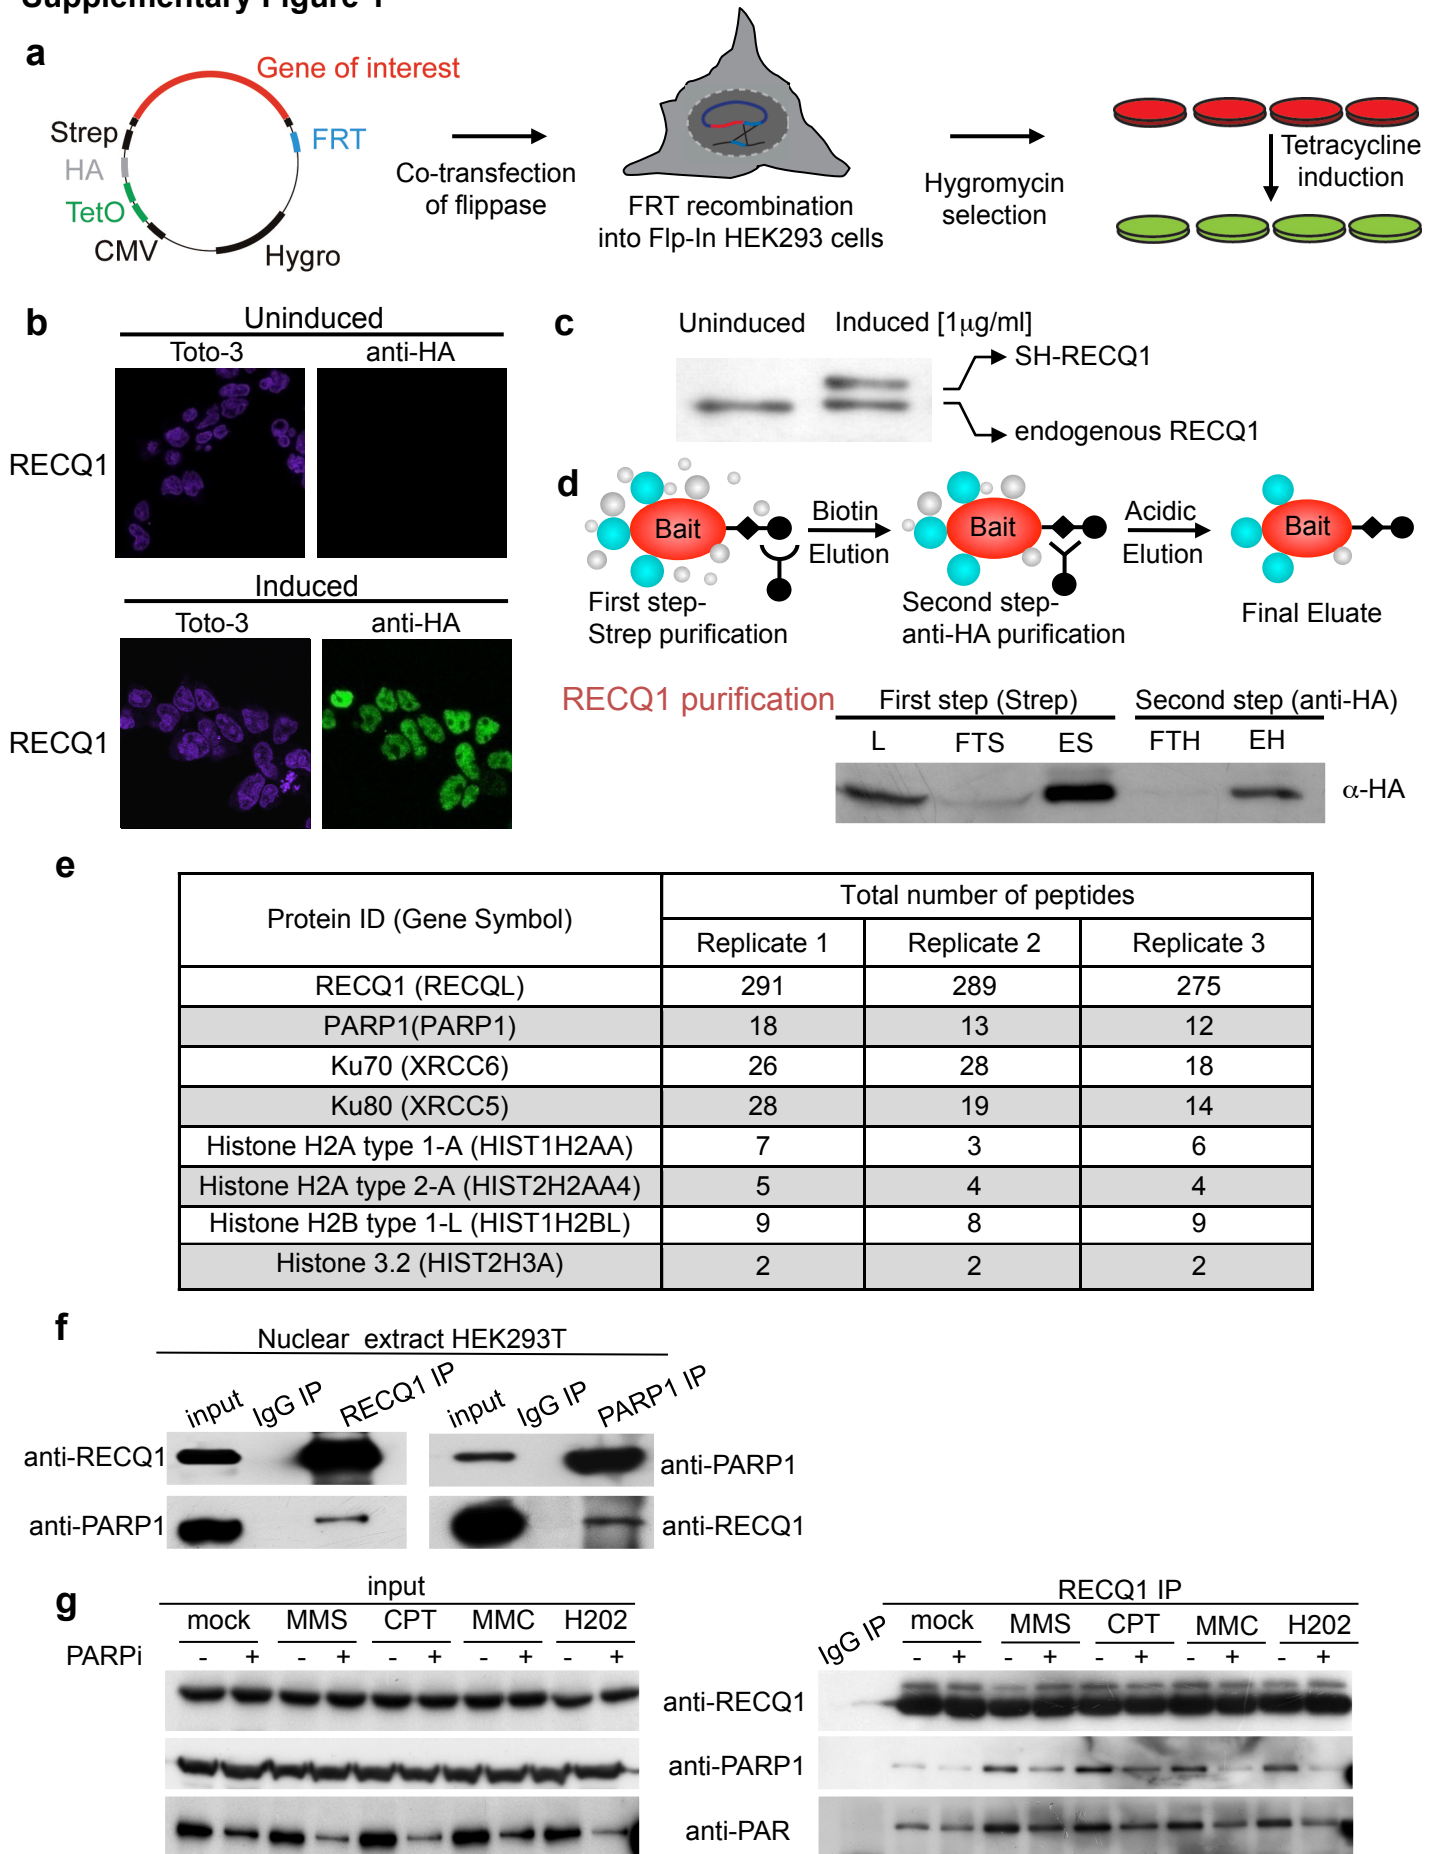 Supplementary Figure 1
a
Gene of interest
Strep
HA
TetO
CMV
FRT
Hygro
Co-transfection
of flippase
FRT recombination
into Flp-In HEK293 cells
Hygromycin
selection
Tetracycline
induction
b
Uninduced
Toto-3 anti-HA
RECQ1
Induced
Toto-3 anti-HA
RECQ1
c
Uninduced Induced [1µg/ml]
SH-RECQ1
endogenous RECQ1
d
Bait
Biotin
Elution
Bait
Acidic
Elution
Bait
First step-
Strep purification
Second step-
anti-HA purification
Final Eluate
RECQ1 purification
First step (Strep) Second step (anti-HA)
L FTS ES FTH EH
α-HA
e
Protein ID (Gene Symbol) Total number of peptides
Replicate 1 Replicate 2 Replicate 3
RECQ1 (RECQL) 291 289 275
PARP1(PARP1) 18 13 12
Ku70 (XRCC6) 26 28 18
Ku80 (XRCC5) 28 19 14
Histone H2A type 1-A (HIST1H2AA) 7 3 6
Histone H2A type 2-A (HIST2H2AA4) 5 4 4
Histone H2B type 1-L (HIST1H2BL) 9 8 9
Histone 3.2 (HIST2H3A) 2 2 2
f
Nuclear extract HEK293T
input IgG IP RECQ1 IP input IgG IP PARP1 IP
anti-RECQ1 anti-PARP1
anti-PARP1 anti-RECQ1
g
input
mock MMS CPT MMC H202
PARPi - + - + - + - + - +
RECQ1 IP
IgG IP mock MMS CPT MMC H202
- + - + - + - + - +
anti-RECQ1
anti-PARP1
anti-PAR